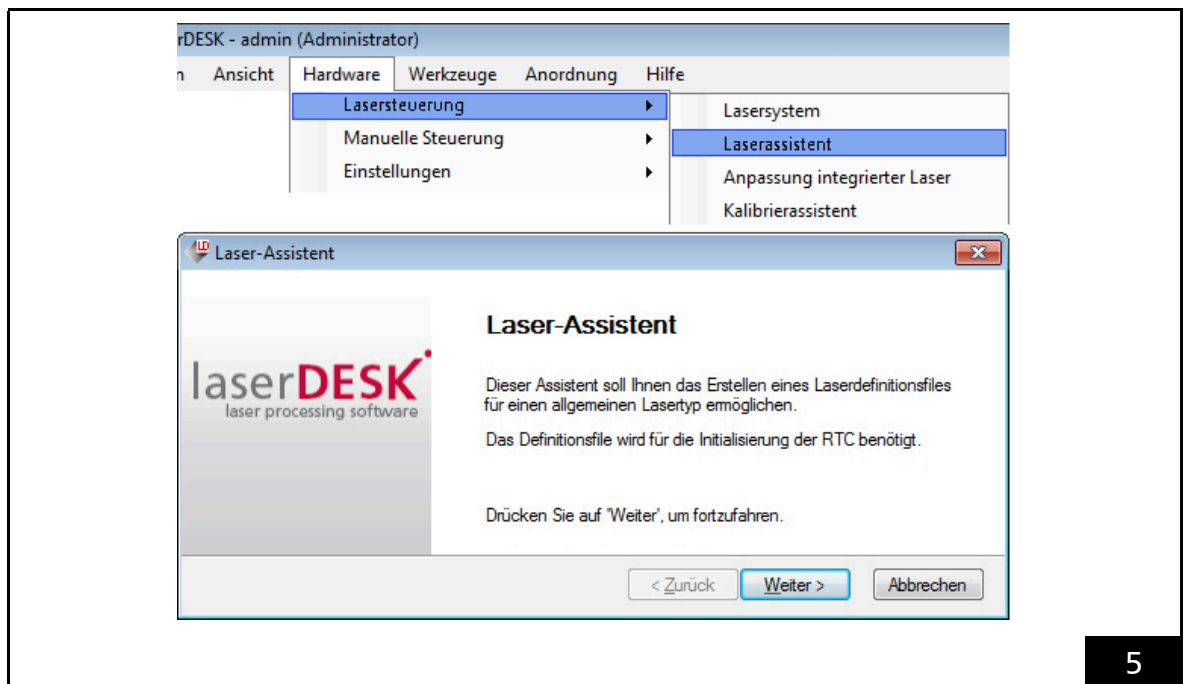 rDESK - admin (Administrator)
n Ansicht Hardware Werkzeuge Anordnung Hilfe
Lasersteuerung
Manuelle Steuerung
Einstellungen
Lasersystem
Laserassistent
Anpassung integrierter Laser
Kalibrierassistent
LD Laser-Assistent
laserDESK
laser processing software
Laser-Assistent
Dieser Assistent soll Ihnen das Erstellen eines Laserdefinitionsfiles
für einen allgemeinen Lasertyp ermöglichen.
Das Definitionsfile wird für die Initialisierung der RTC benötigt.
Drücken Sie auf 'Weiter', um fortzufahren.
< Zurück Weiter > Abbrechen
5